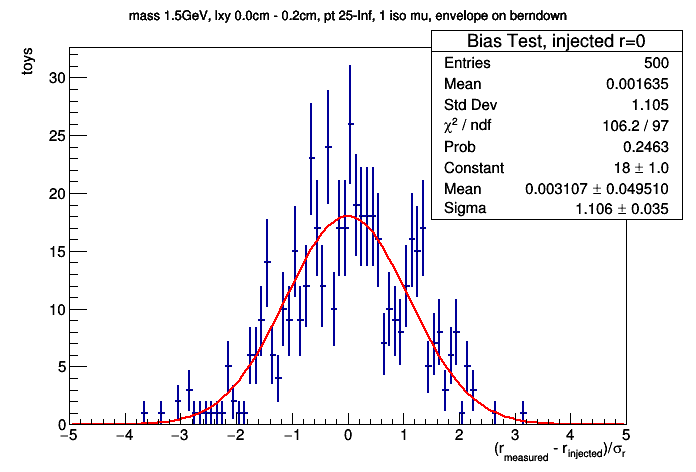 mass 1.5GeV, lxy 0.0cm - 0.2cm, pt 25-Inf, 1 iso mu, envelope on berndown
Bias Test, injected r=0
Entries 500
Mean 0.001635
Std Dev 1.105
χ² / ndf 106.2 / 97
Prob 0.2463
Constant 18 ± 1.0
Mean 0.003107 ± 0.049510
Sigma 1.106 ± 0.035
toys
30
25
20
15
10
5
0
−5 −4 −3 −2 −1 0 1 2 3 4 5
(r_measured - r_injected)/σ_r